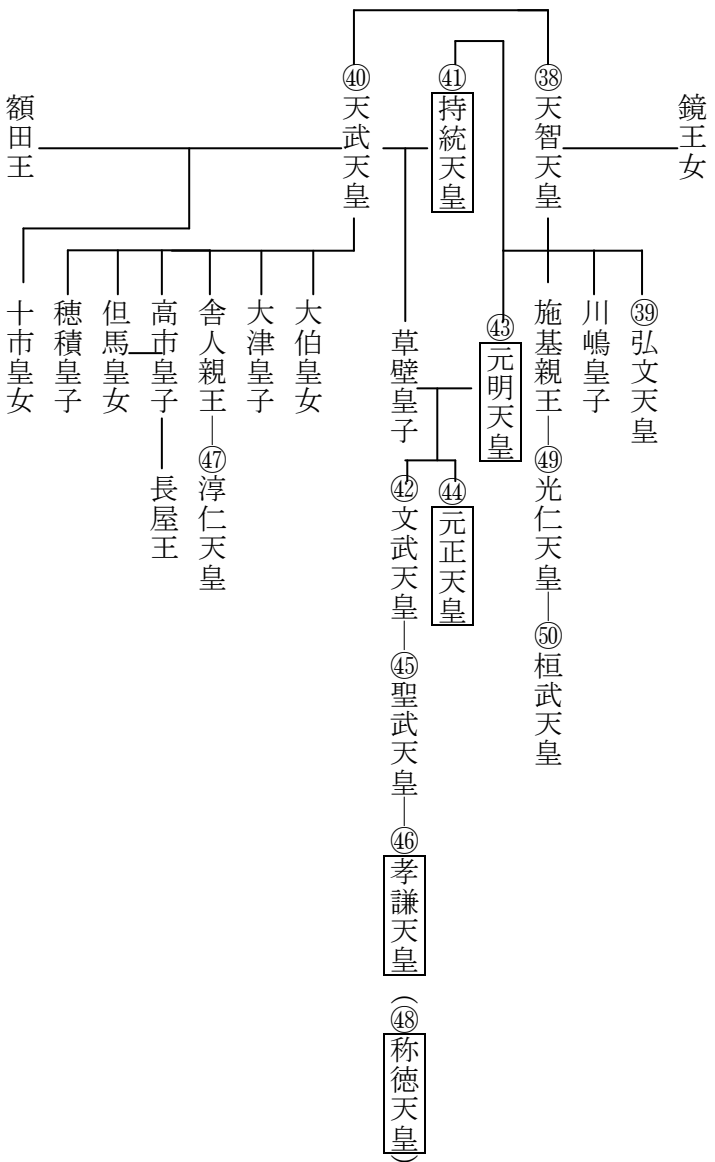 鏡王女
㊳天智天皇
㊶持統天皇
㊵天武天皇
額田王
㊴弘文天皇
川嶋皇子
施基親王―㊾光仁天皇―㊿桓武天皇
㊸元明天皇
草壁皇子
㊹元正天皇
㊷文武天皇―㊺聖武天皇―㊻孝謙天皇(㊽称徳天皇)
大伯皇女
大津皇子
舎人親王―㊼淳仁天皇
高市皇子―長屋王
但馬皇女
穂積皇子
十市皇女